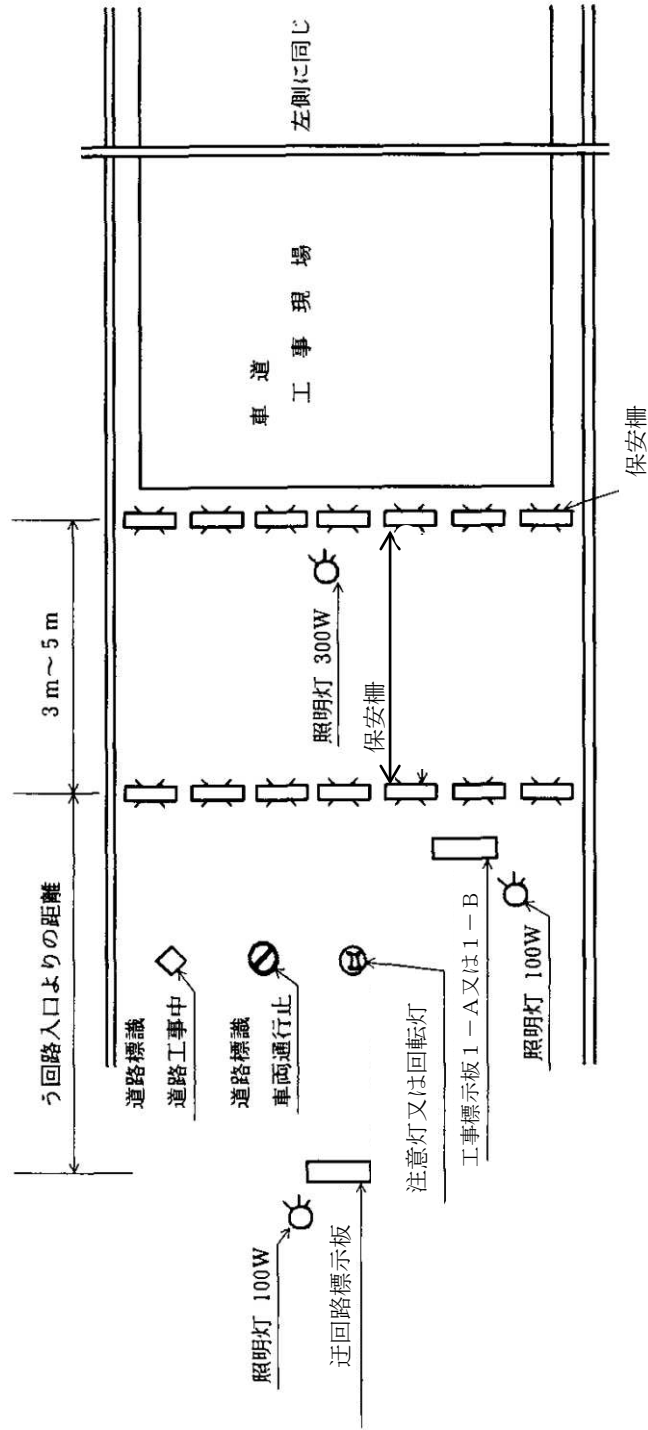 う回路入口よりの距離
3m～5m
道路標識
道路工事中
道路標識
車両通行止
照明灯 100W
迂回路標示板
注意灯又は回転灯
工事標示板１－Ａ又は１－Ｂ
照明灯 100W
照明灯 300W
保安柵
保安柵
車道
工事現場
左側に同じ